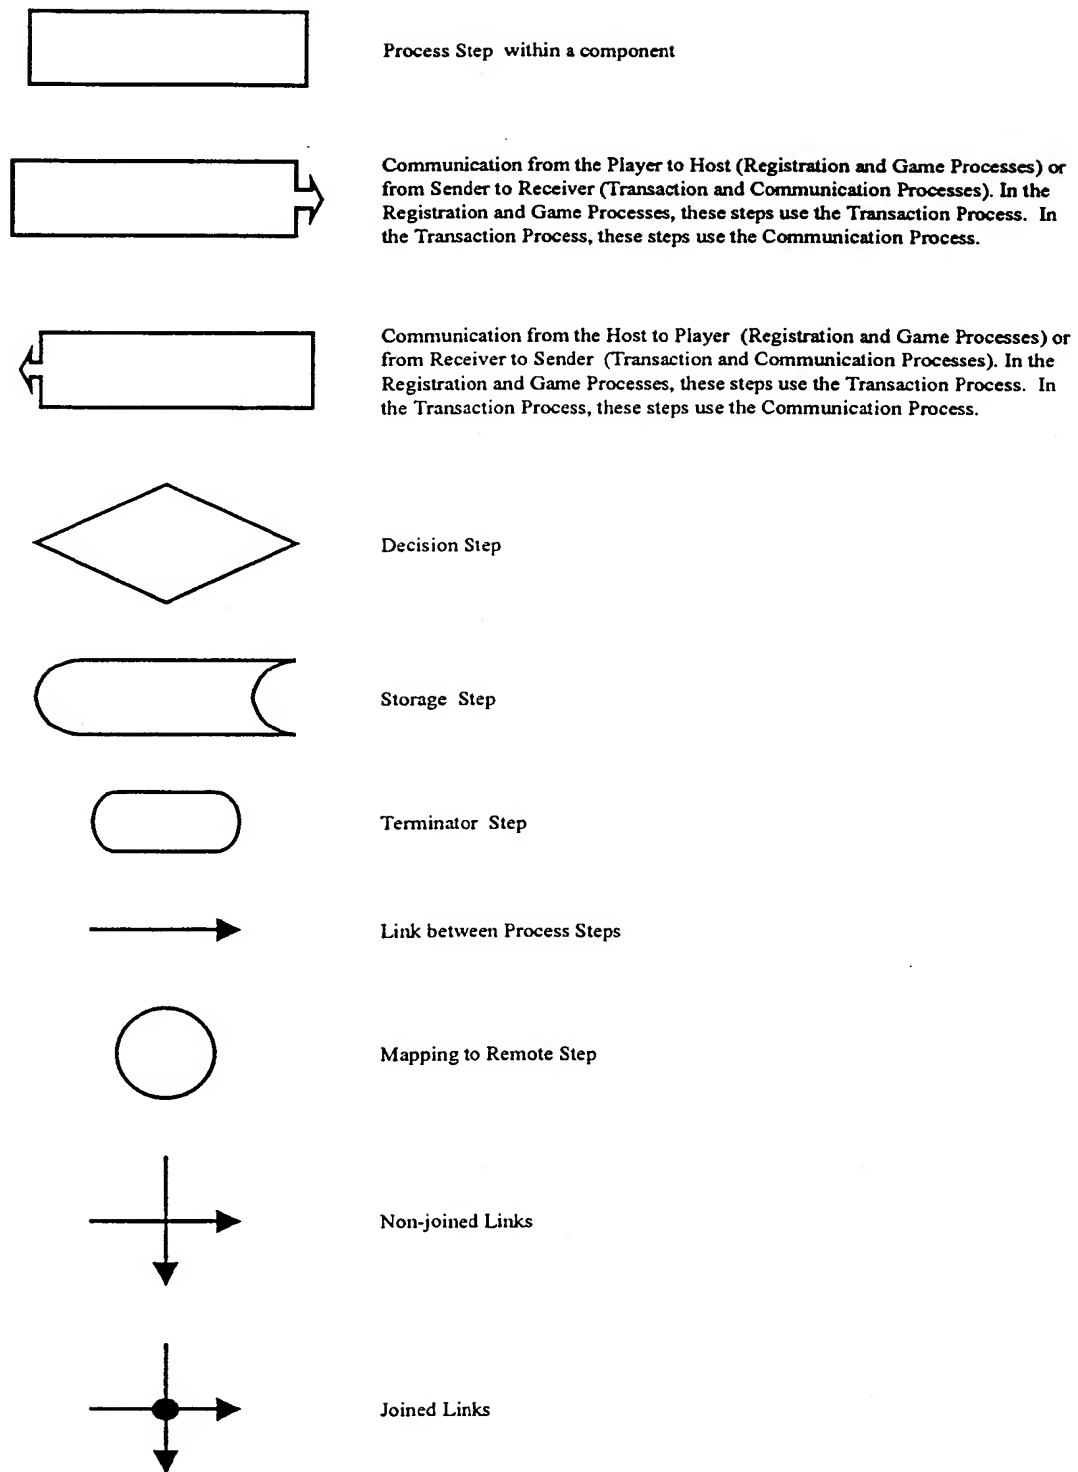 Process Step within a component
Communication from the Player to Host (Registration and Game Processes) or
from Sender to Receiver (Transaction and Communication Processes). In the
Registration and Game Processes, these steps use the Transaction Process. In
the Transaction Process, these steps use the Communication Process.
Communication from the Host to Player (Registration and Game Processes) or
from Receiver to Sender (Transaction and Communication Processes). In the
Registration and Game Processes, these steps use the Transaction Process. In
the Transaction Process, these steps use the Communication Process.
Decision Step
Storage Step
Terminator Step
Link between Process Steps
Mapping to Remote Step
Non-joined Links
Joined Links